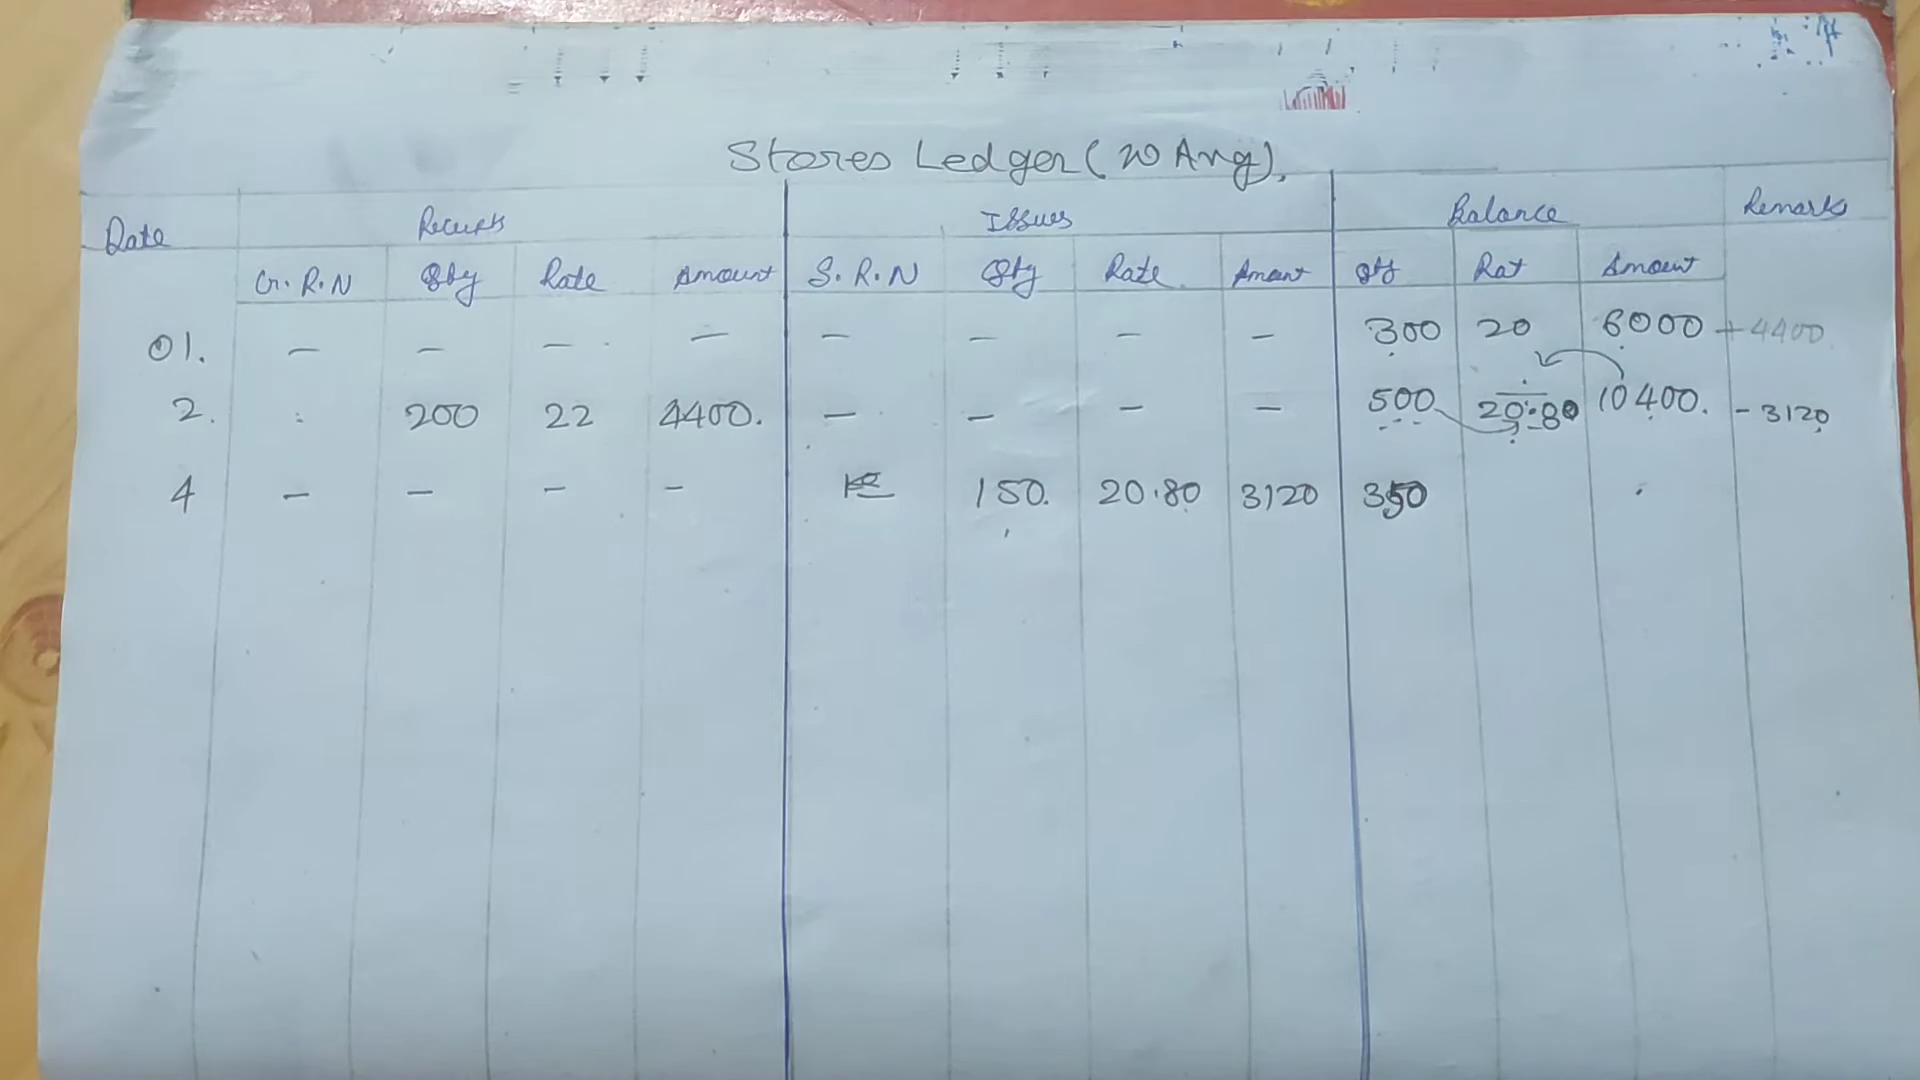 Stores Ledger (W Avg).
Date Receipts Issues Balance Remarks
G.R.N Qty Rate Amount S.R.N Qty Rate Amount Qty Rat Amount
01. — — — — — — — — 300 20 6000 + 4400
2. 200 22 4400. — — — — 500 20.80 10400. - 3120
4 — — — — 150. 20.80 3120 350